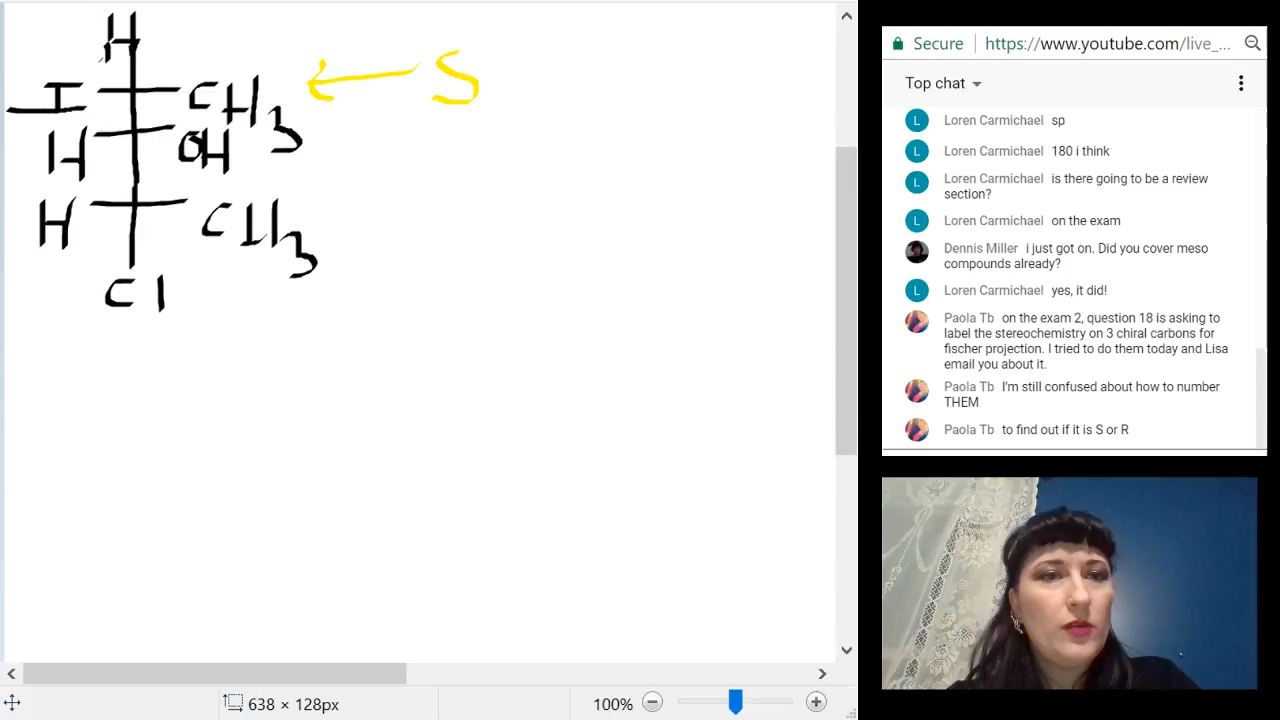 H
I CH3 ← S
H OH
H CH3
Cl
638 × 128px
100%
Secure https://www.youtube.com/live_...
Top chat
Loren Carmichael sp
Loren Carmichael 180 i think
Loren Carmichael is there going to be a review
section?
Loren Carmichael on the exam
Dennis Miller i just got on. Did you cover meso
compounds already?
Loren Carmichael yes, it did!
Paola Tb on the exam 2, question 18 is asking to
label the stereochemistry on 3 chiral carbons for
fischer projection. I tried to do them today and Lisa
email you about it.
Paola Tb I'm still confused about how to number
THEM
Paola Tb to find out if it is S or R